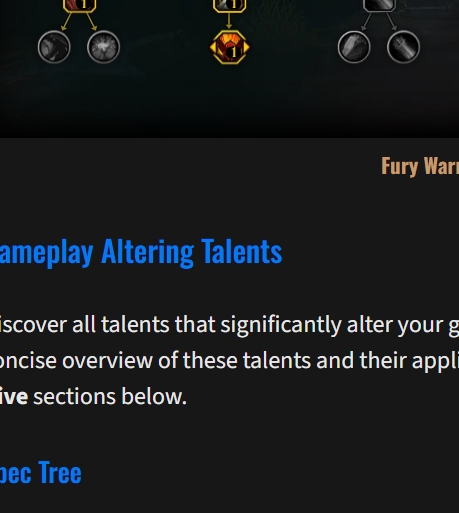 1
1
1
Fury Warr
ameplay Altering Talents
iscover all talents that significantly alter your g
oncise overview of these talents and their appli
ive sections below.
pec Tree